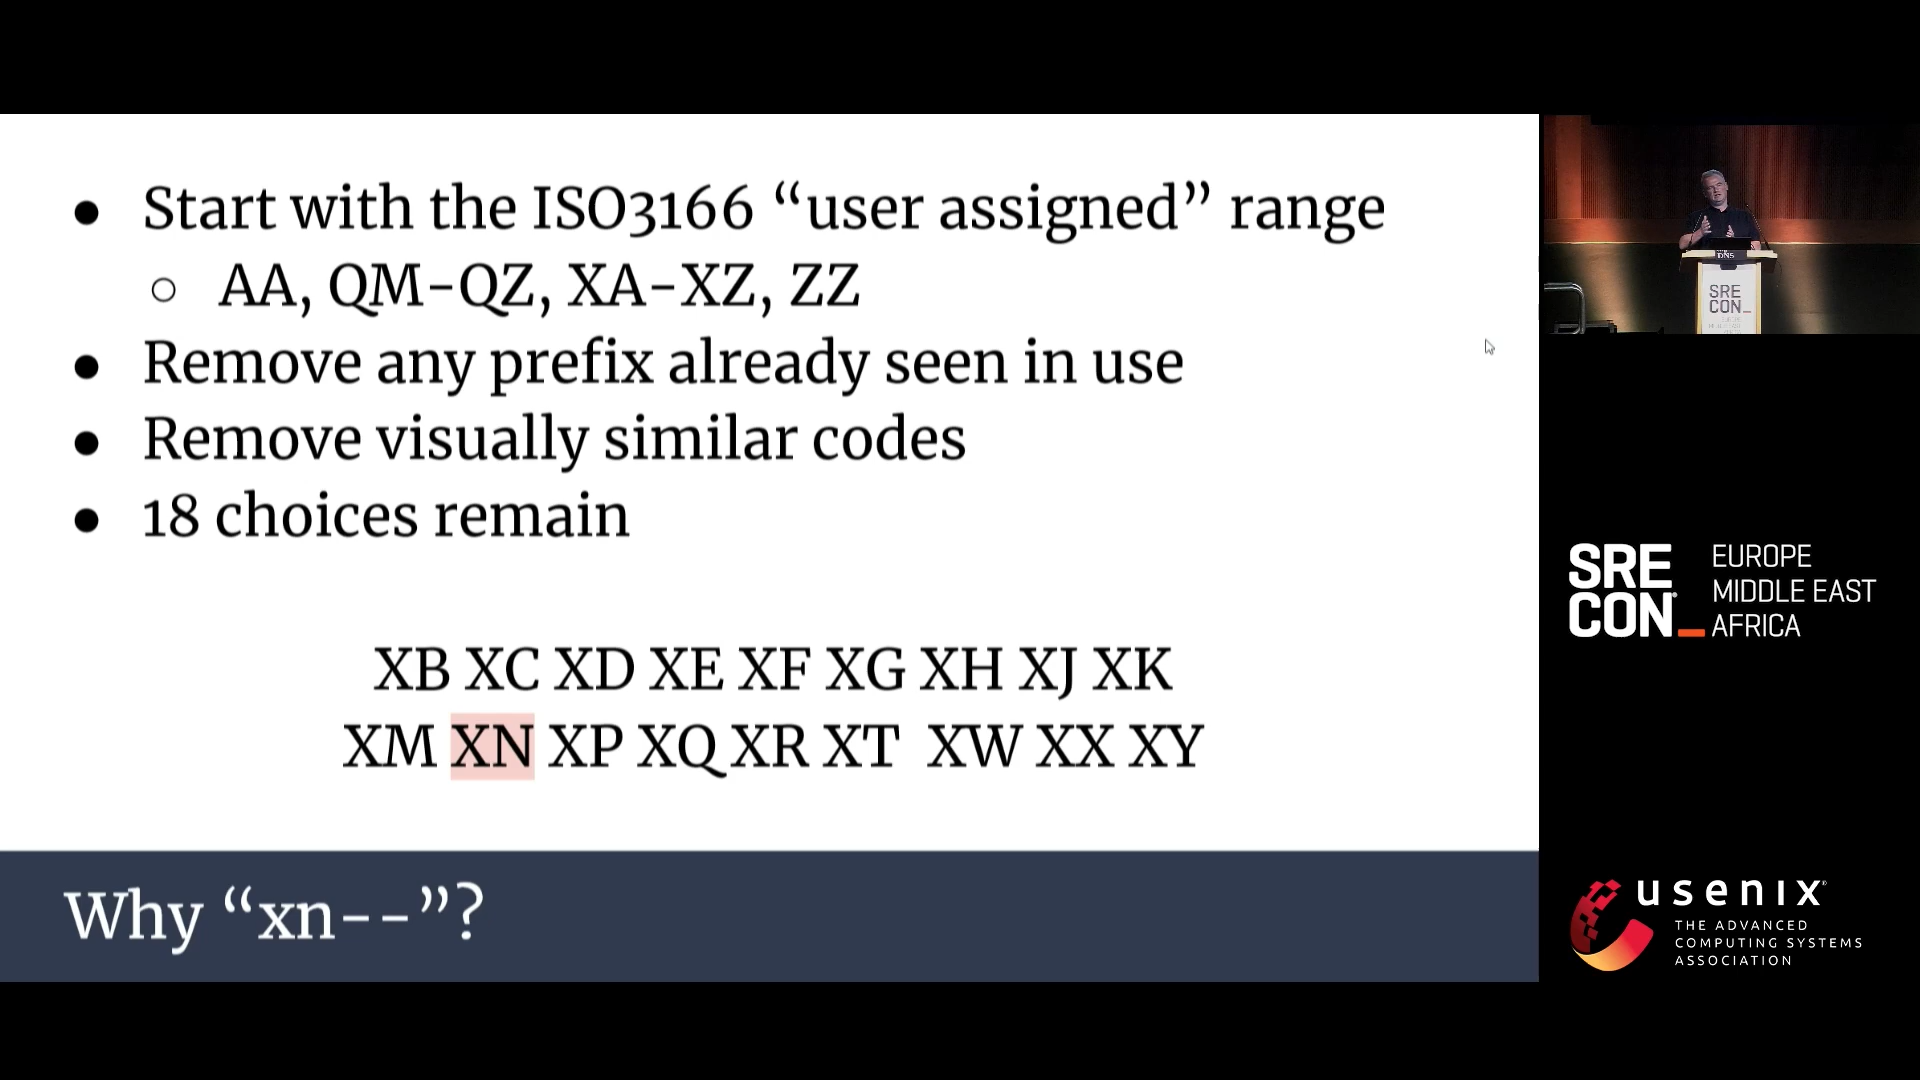 ● Start with the ISO3166 “user assigned” range
○ AA, QM-QZ, XA-XZ, ZZ
● Remove any prefix already seen in use
● Remove visually similar codes
● 18 choices remain
XB XC XD XE XF XG XH XJ XK
XM XN XP XQ XR XT XW XX XY
Why “xn--”?
DNS
SRE
CON_
SRE
CON_
EUROPE
MIDDLE EAST
AFRICA
usenix
THE ADVANCED
COMPUTING SYSTEMS
ASSOCIATION